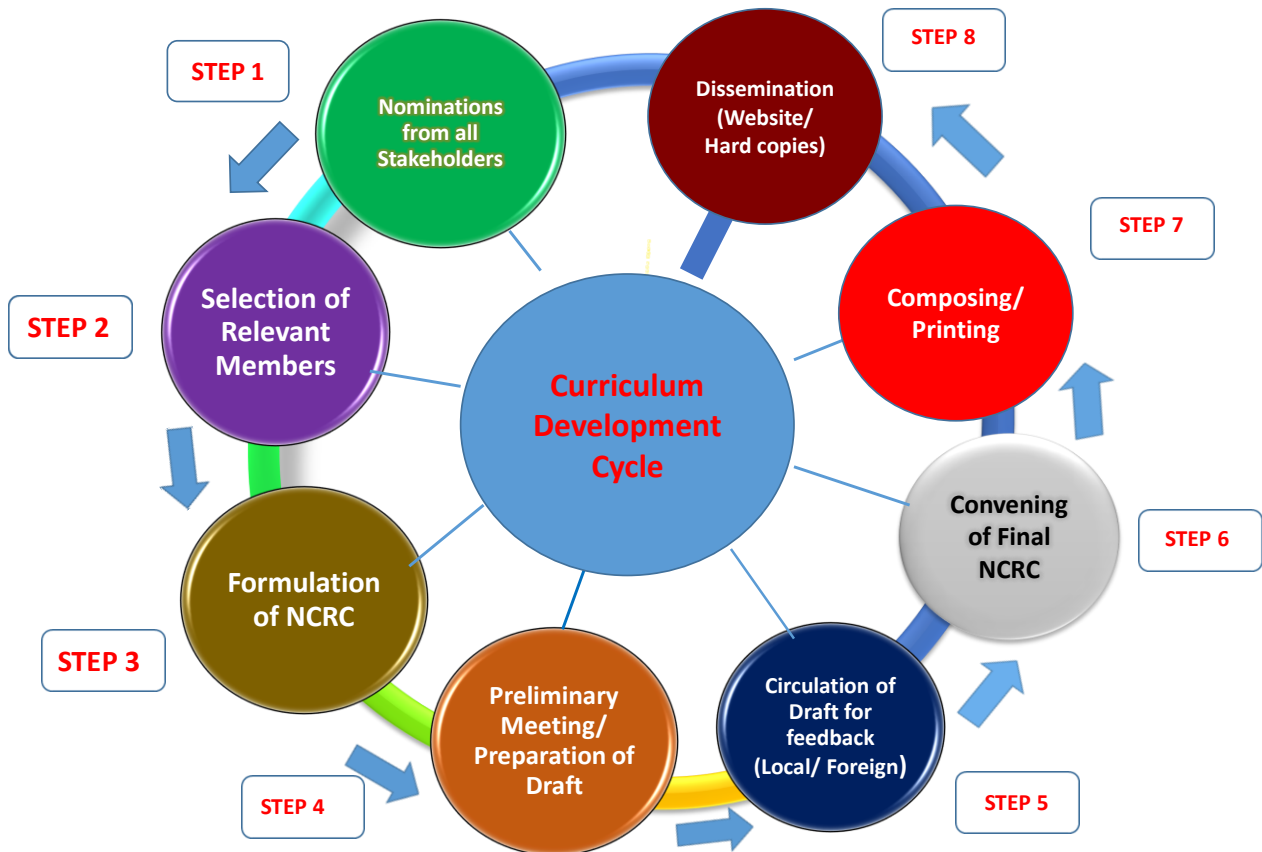 STEP 1
Nominations
from all
Stakeholders
STEP 2
Selection of
Relevant
Members
STEP 3
Formulation
of NCRC
STEP 4
Preliminary
Meeting/
Preparation of
Draft
STEP 5
Circulation of
Draft for
feedback
(Local/ Foreign)
STEP 6
Convening
of Final
NCRC
STEP 7
Composing/
Printing
STEP 8
Dissemination
(Website/
Hard copies)
Curriculum
Development
Cycle